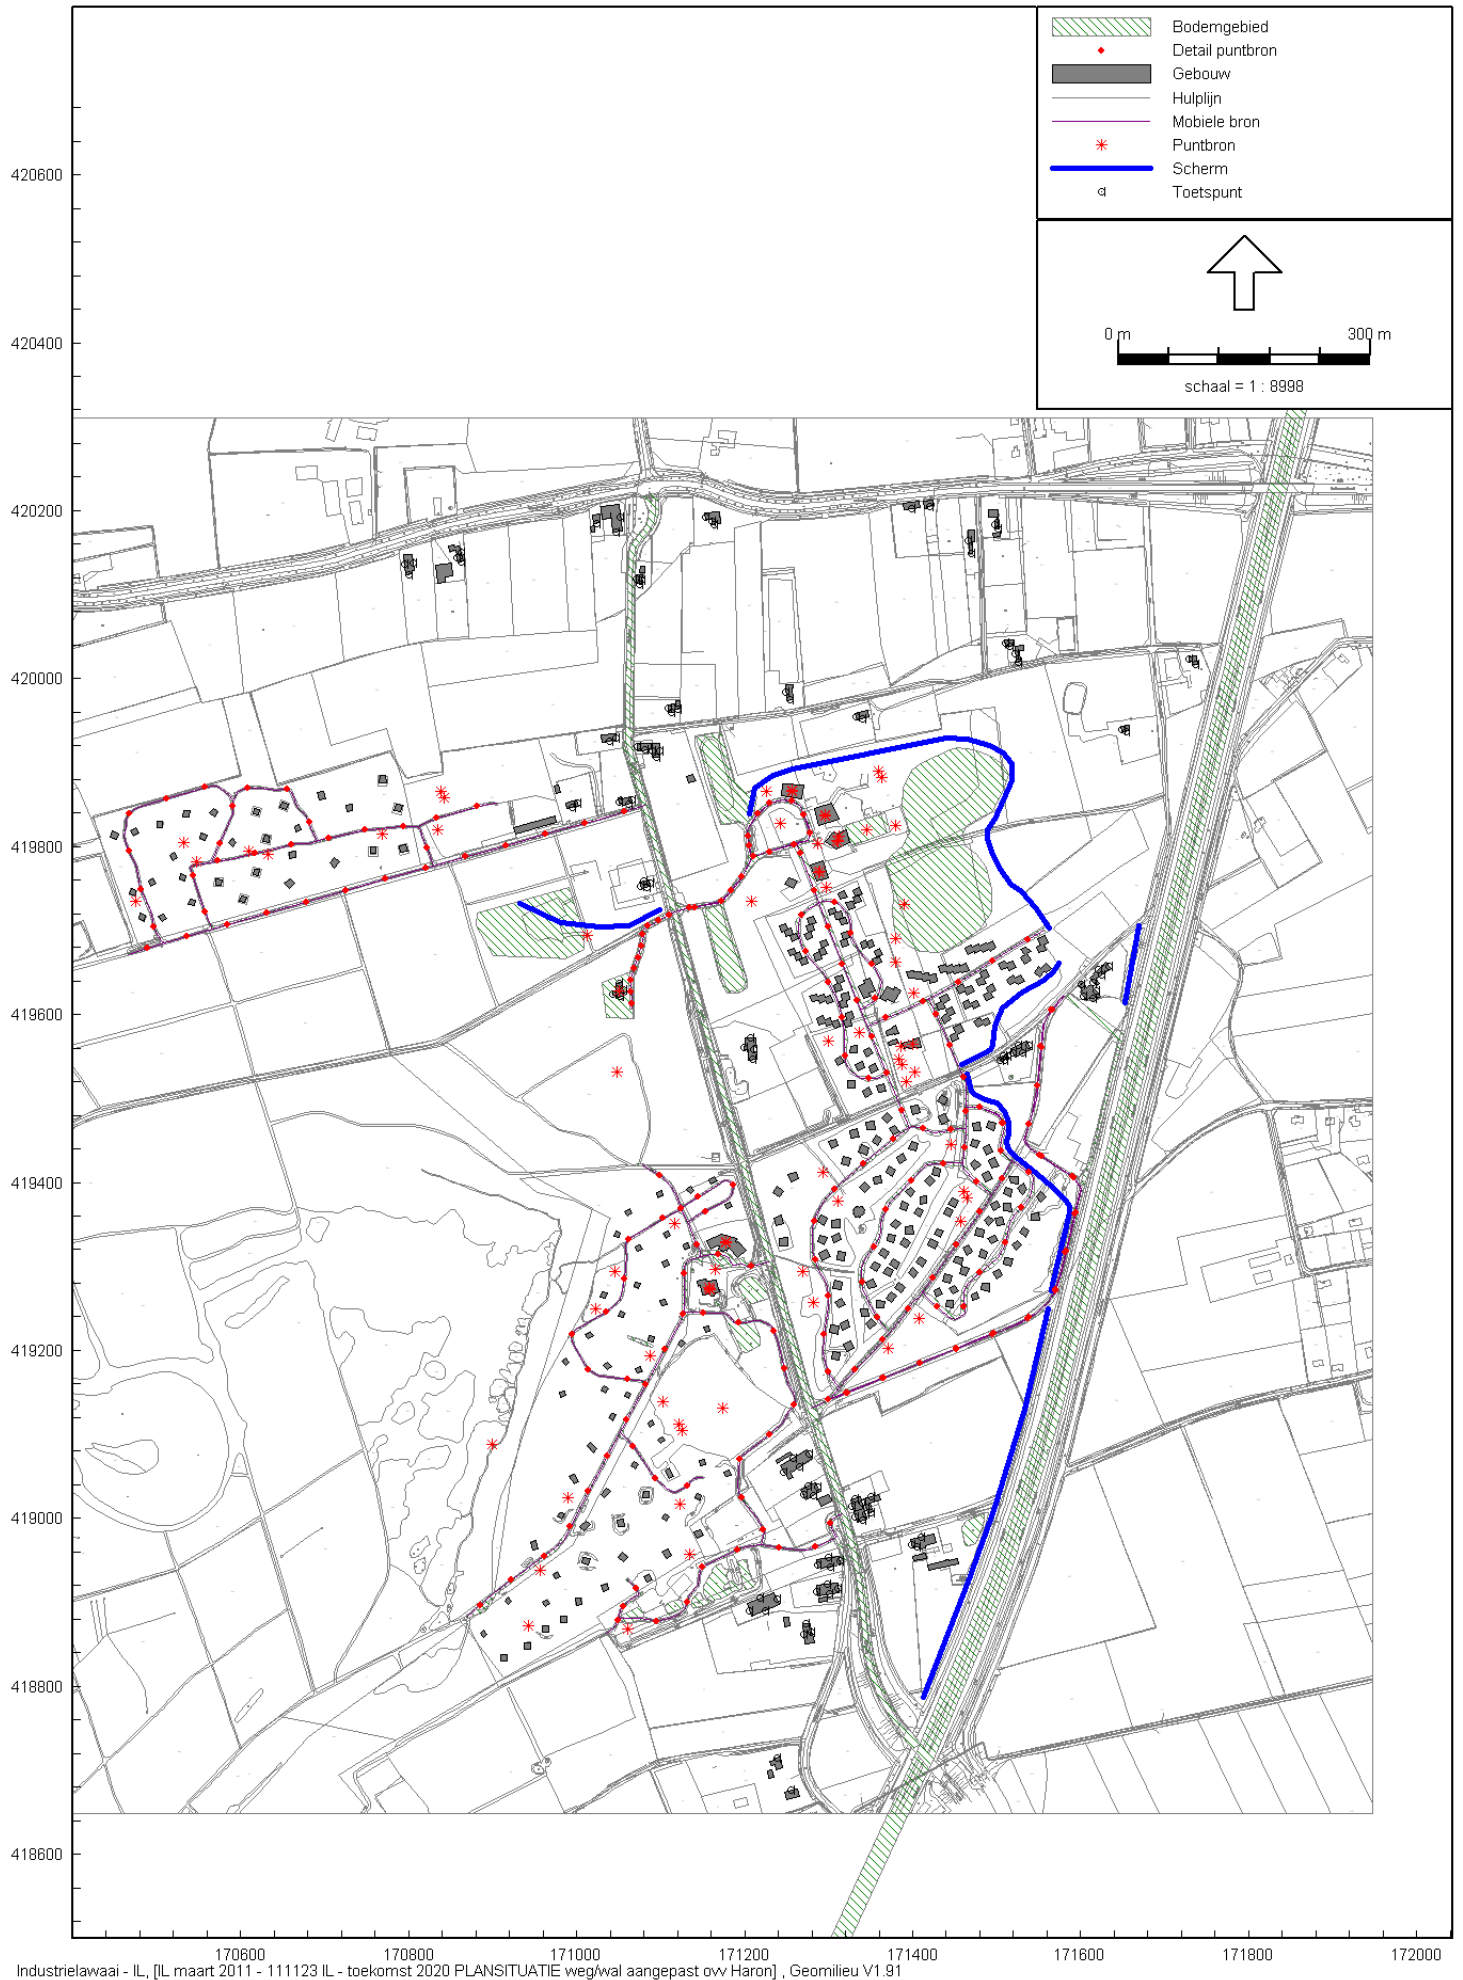 Bodemgebied
Detail puntbron
Gebouw
Hulplijn
Mobiele bron
Puntbron
Scherm
Toetspunt
0 m 300 m
schaal = 1 : 8998
420600
420400
420200
420000
419800
419600
419400
419200
419000
418800
418600
170600 170800 171000 171200 171400 171600 171800 172000
Industrielawaai - IL, [IL maart 2011 - 111123 IL - toekomst 2020 PLANSITUATIE weg/wal aangepast ovv Haron] , Geomilieu V1.91